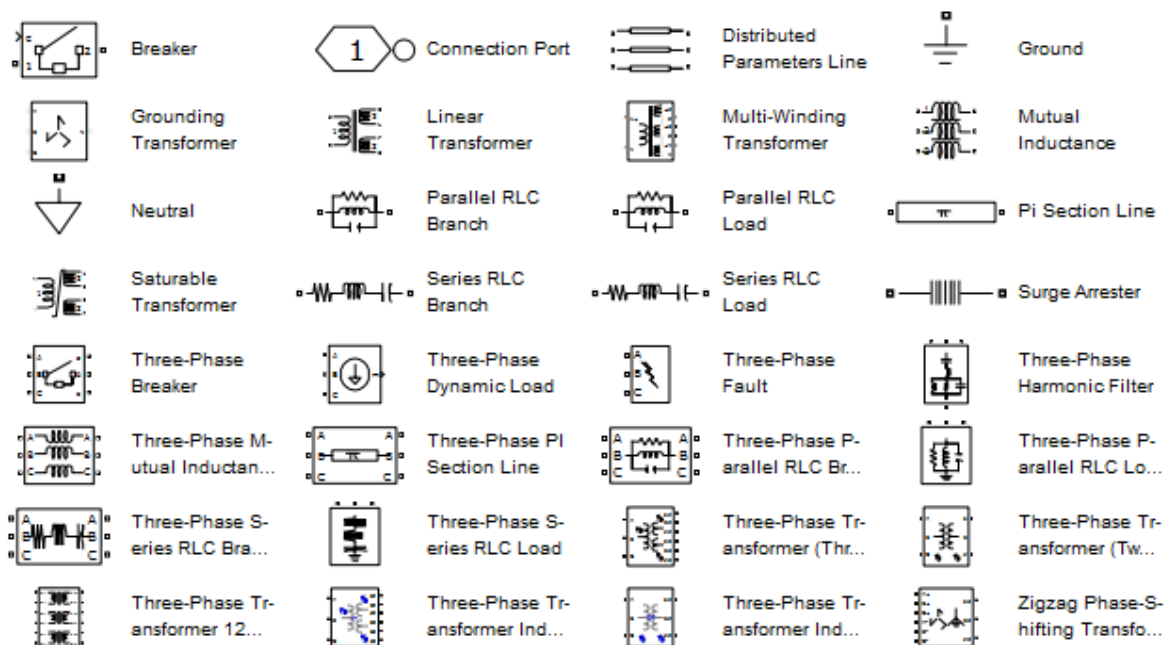 Breaker
1
Connection Port
Distributed
Parameters Line
Ground
Grounding
Transformer
Linear
Transformer
Multi-Winding
Transformer
Mutual
Inductance
Neutral
Parallel RLC
Branch
Parallel RLC
Load
Pi Section Line
Saturable
Transformer
Series RLC
Branch
Series RLC
Load
Surge Arrester
Three-Phase
Breaker
Three-Phase
Dynamic Load
A
B
C
Three-Phase
Fault
Three-Phase
Harmonic Filter
A A
B B
C C
Three-Phase M-
utual Inductan...
A A
B B
C C
Three-Phase PI
Section Line
A A
B B
C C
Three-Phase P-
arallel RLC Br...
Three-Phase P-
arallel RLC Lo...
A A
B B
C C
Three-Phase S-
eries RLC Bra...
Three-Phase S-
eries RLC Load
Three-Phase Tr-
ansformer (Thr...
Three-Phase Tr-
ansformer (Tw...
Three-Phase Tr-
ansformer 12...
Three-Phase Tr-
ansformer Ind...
Three-Phase Tr-
ansformer Ind...
Zigzag Phase-S-
hifting Transfo...